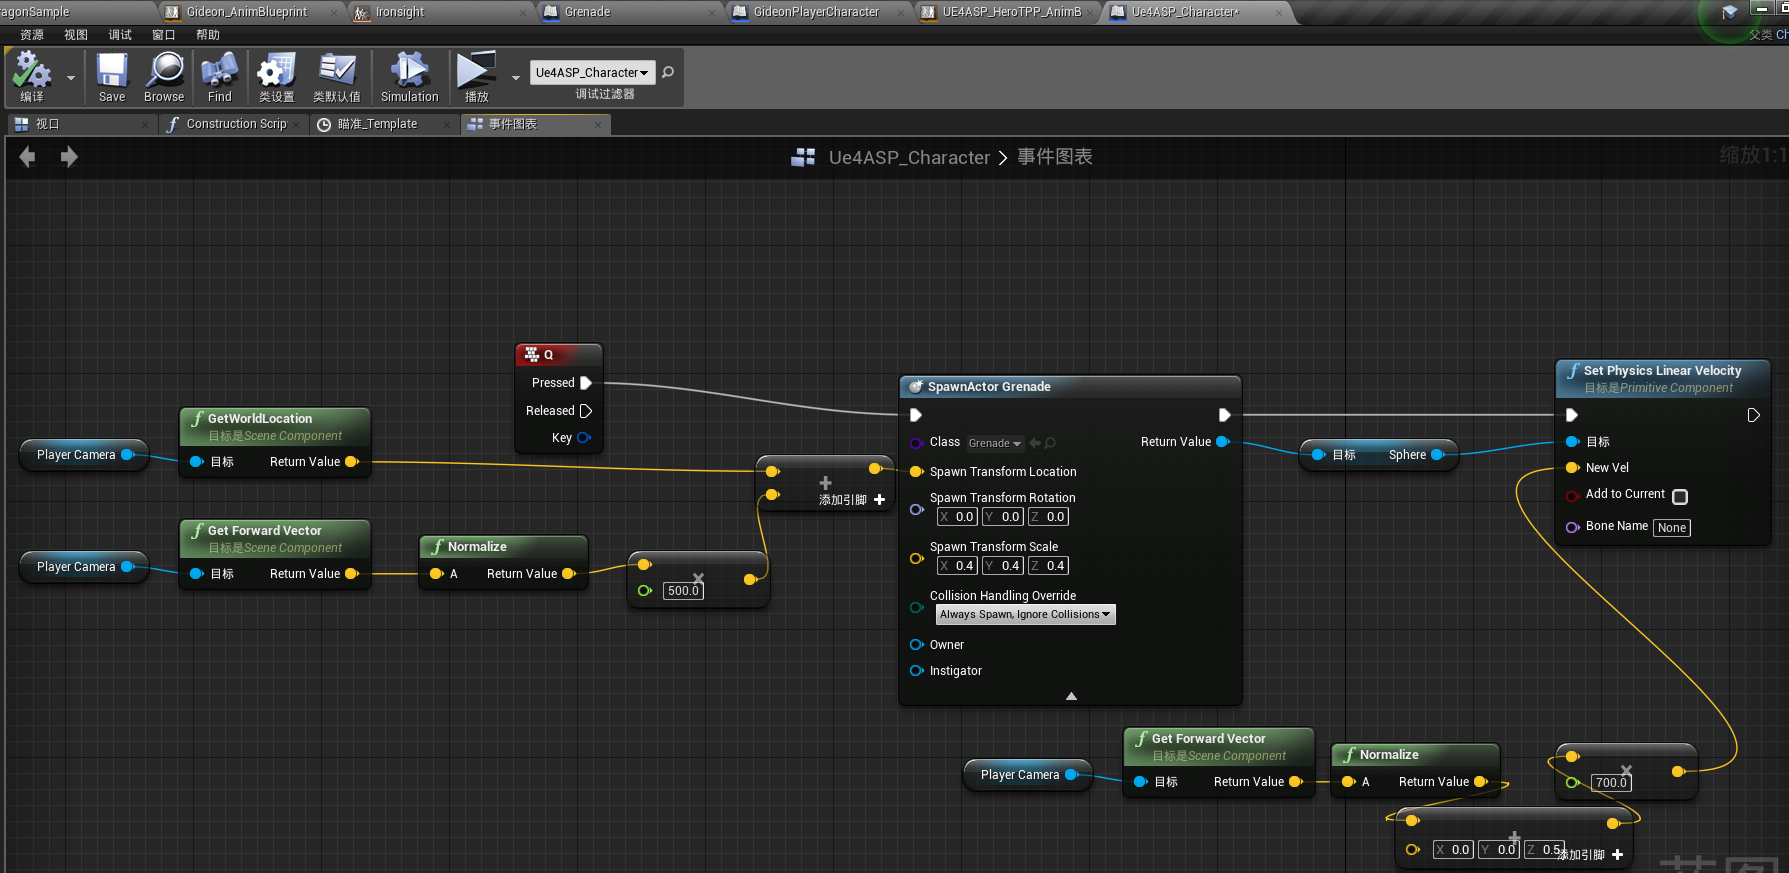 ragonSample
Gideon_AnimBlueprint
Ironsight
Grenade
GideonPlayerCharacter
UE4ASP_HeroTPP_AnimB
Ue4ASP_Character*
资源 视图 调试 窗口 帮助
父类 Ch
编译
Save
Browse
Find
类设置
类默认值
Simulation
播放
Ue4ASP_Character
调试过滤器
视口
Construction Scrip
瞄准_Template
事件图表
Ue4ASP_Character > 事件图表
缩放1:1
Q
Pressed
Released
Key
Player Camera
GetWorldLocation
目标是Scene Component
目标 Return Value
Player Camera
Get Forward Vector
目标是Scene Component
目标 Return Value
Normalize
A Return Value
500.0
添加引脚
SpawnActor Grenade
Class Grenade
Return Value
Spawn Transform Location
Spawn Transform Rotation
X 0.0 Y 0.0 Z 0.0
Spawn Transform Scale
X 0.4 Y 0.4 Z 0.4
Collision Handling Override
Always Spawn, Ignore Collisions
Owner
Instigator
目标 Sphere
Set Physics Linear Velocity
目标是Primitive Component
目标
New Vel
Add to Current
Bone Name None
Player Camera
Get Forward Vector
目标是Scene Component
目标 Return Value
Normalize
A Return Value
700.0
X 0.0 Y 0.0 Z 0.5
添加引脚